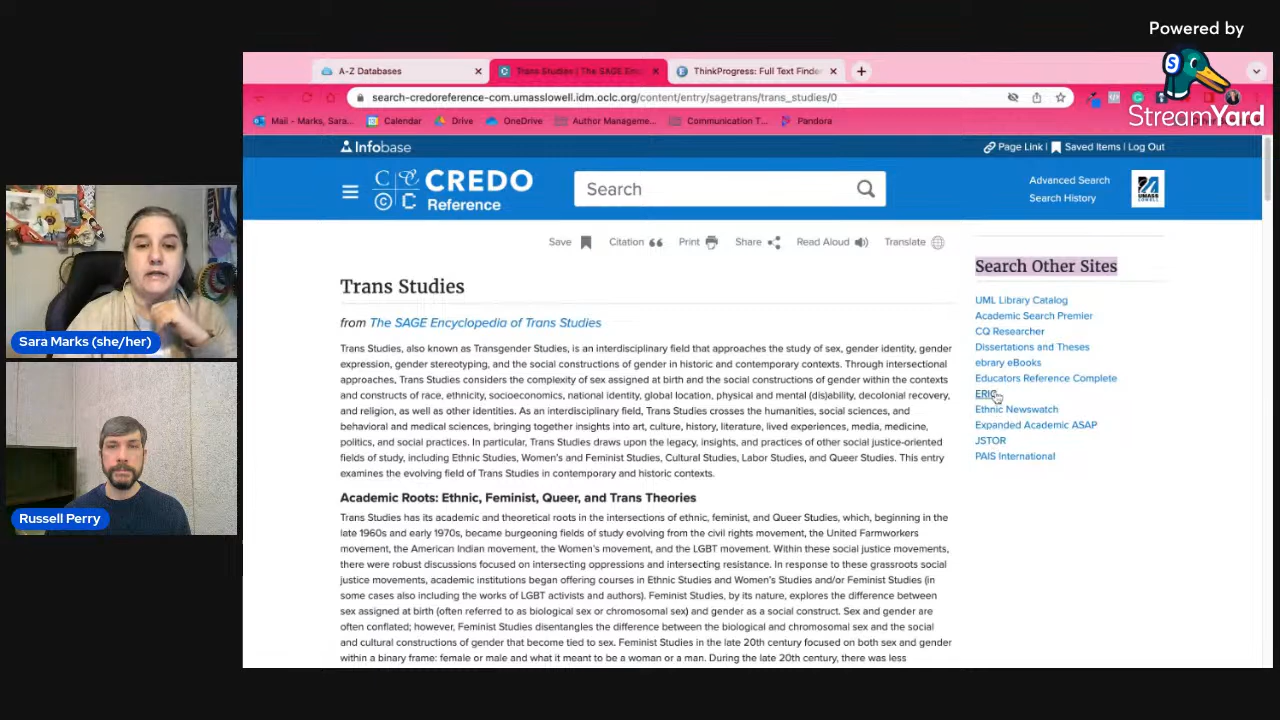 Powered by
StreamYard
A-Z Databases
Trans Studies | The SAGE Enc
ThinkProgress: Full Text Finde
search-credoreference-com.umasslowell.idm.oclc.org/content/entry/sagetrans/trans_studies/0
Mail - Marks, Sara... Calendar Drive OneDrive Author Manageme... Communication T... Pandora
Infobase
Page Link | Saved Items | Log Out
CREDO
Reference
Search
Advanced Search
Search History
Save Citation Print Share Read Aloud Translate
Trans Studies
from The SAGE Encyclopedia of Trans Studies
Trans Studies, also known as Transgender Studies, is an interdisciplinary field that approaches the study of sex, gender identity, gender
expression, gender stereotyping, and the social constructions of gender in historic and contemporary contexts. Through intersectional
approaches, Trans Studies considers the complexity of sex assigned at birth and the social constructions of gender within the contexts
and constructs of race, ethnicity, socioeconomics, national identity, global location, physical and mental (dis)ability, decolonial recovery,
and religion, as well as other identities. As an interdisciplinary field, Trans Studies crosses the humanities, social sciences, and
behavioral and medical sciences, bringing together insights into art, culture, history, literature, lived experiences, media, medicine,
politics, and social practices. In particular, Trans Studies draws upon the legacy, insights, and practices of other social justice-oriented
fields of study, including Ethnic Studies, Women's and Feminist Studies, Cultural Studies, Labor Studies, and Queer Studies. This entry
examines the evolving field of Trans Studies in contemporary and historic contexts.
Academic Roots: Ethnic, Feminist, Queer, and Trans Theories
Trans Studies has its academic and theoretical roots in the intersections of ethnic, feminist, and Queer Studies, which, beginning in the
late 1960s and early 1970s, became burgeoning fields of study evolving from the civil rights movement, the United Farmworkers
movement, the American Indian movement, the Women's movement, and the LGBT movement. Within these social justice movements,
there were robust discussions focused on intersecting oppressions and intersecting resistance. In response to these grassroots social
justice movements, academic institutions began offering courses in Ethnic Studies and Women's Studies and/or Feminist Studies (in
some cases also including the works of LGBT activists and authors). Feminist Studies, by its nature, explores the difference between
sex assigned at birth (often referred to as biological sex or chromosomal sex) and gender as a social construct. Sex and gender are
often conflated; however, Feminist Studies disentangles the difference between the biological and chromosomal sex and the social
and cultural constructions of gender that become tied to sex. Feminist Studies in the late 20th century focused on both sex and gender
within a binary frame: female or male and what it meant to be a woman or a man. During the late 20th century, there was less
Search Other Sites
UML Library Catalog
Academic Search Premier
CQ Researcher
Dissertations and Theses
ebrary eBooks
Educators Reference Complete
ERIC
Ethnic Newswatch
Expanded Academic ASAP
JSTOR
PAIS International
Sara Marks (she/her)
Russell Perry